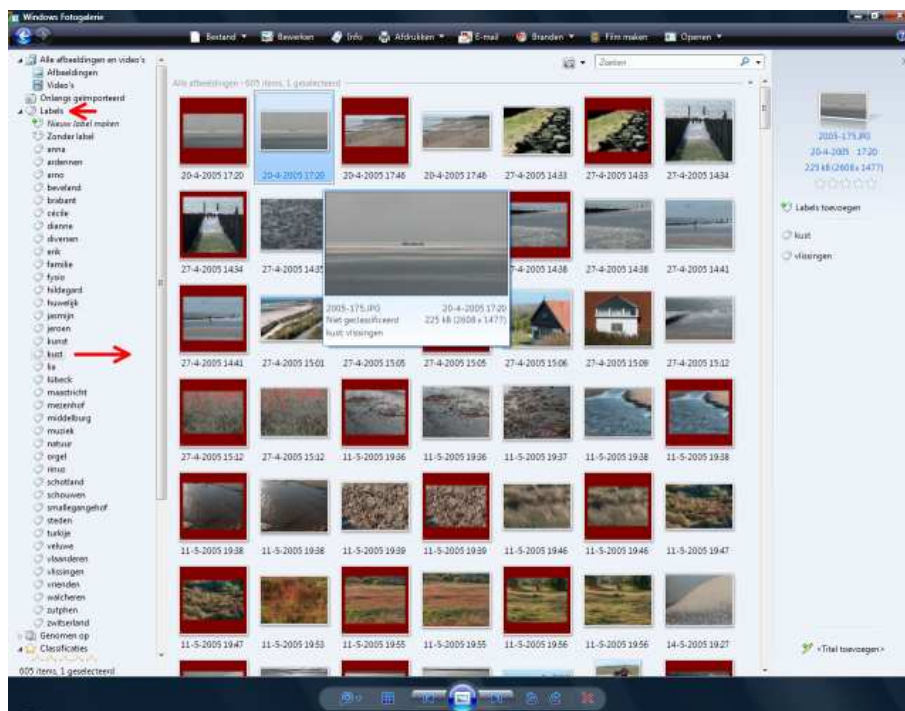 Windows Fotogalerie
Bestand Bewerken Info Afdrukken E-mail Branden Film maken Openen
Alle afbeeldingen en video's
Afbeeldingen
Video's
Onlangs geïmporteerd
Labels
Nieuw label maken
Zonder label
anna
ardennen
arno
beveland
brabant
cécile
dianne
diversen
erik
familie
fysio
hildegard
huwelijk
jasmijn
jeroen
kunst
kust
lia
lübeck
maastricht
mezenhof
middelburg
muziek
natuur
orgel
rinus
schotland
schouwen
smallegangehof
steden
turkije
veluwe
vlaanderen
vlissingen
vrienden
walcheren
zutphen
zwitserland
Genomen op
Classificaties
605 items, 1 geselecteerd
Zoeken
Alle afbeeldingen - 605 items, 1 geselecteerd
20-4-2005 17:20 20-4-2005 17:20 20-4-2005 17:46 20-4-2005 17:46 27-4-2005 14:33 27-4-2005 14:33 27-4-2005 14:34
27-4-2005 14:34 27-4-2005 14:35 27-4-2005 14:38 27-4-2005 14:38 27-4-2005 14:41
2005-175.JPG 20-4-2005 17:20
Niet geclassificeerd 225 kB (2608 x 1477)
kust; vlissingen
27-4-2005 14:41 27-4-2005 15:01 27-4-2005 15:05 27-4-2005 15:05 27-4-2005 15:06 27-4-2005 15:09 27-4-2005 15:12
27-4-2005 15:12 27-4-2005 15:12 11-5-2005 19:36 11-5-2005 19:36 11-5-2005 19:37 11-5-2005 19:38 11-5-2005 19:38
11-5-2005 19:38 11-5-2005 19:38 11-5-2005 19:39 11-5-2005 19:39 11-5-2005 19:46 11-5-2005 19:46 11-5-2005 19:47
11-5-2005 19:47 11-5-2005 19:53 11-5-2005 19:55 11-5-2005 19:55 11-5-2005 19:56 11-5-2005 19:56 14-5-2005 19:27
2005-175.JPG
20-4-2005 17:20
225 kB (2608 x 1477)
Labels toevoegen
kust
vlissingen
<Titel toevoegen>